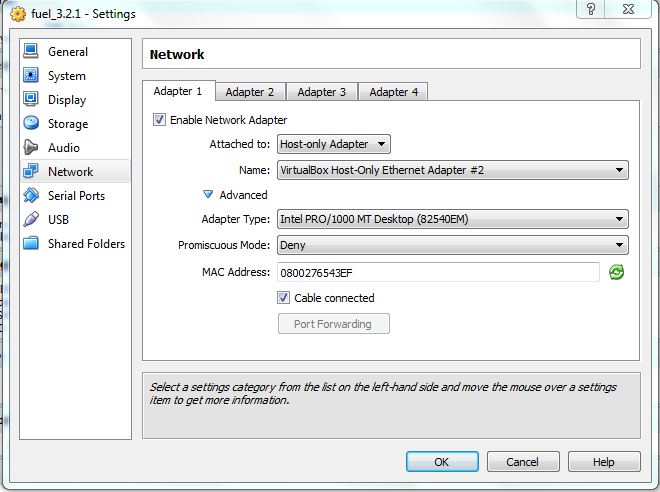 fuel_3.2.1 - Settings
General
System
Display
Storage
Audio
Network
Serial Ports
USB
Shared Folders
Network
Adapter 1 Adapter 2 Adapter 3 Adapter 4
Enable Network Adapter
Attached to: Host-only Adapter
Name: VirtualBox Host-Only Ethernet Adapter #2
Advanced
Adapter Type: Intel PRO/1000 MT Desktop (82540EM)
Promiscuous Mode: Deny
MAC Address: 0800276543EF
Cable connected
Port Forwarding
Select a settings category from the list on the left-hand side and move the mouse over a settings
item to get more information.
OK Cancel Help